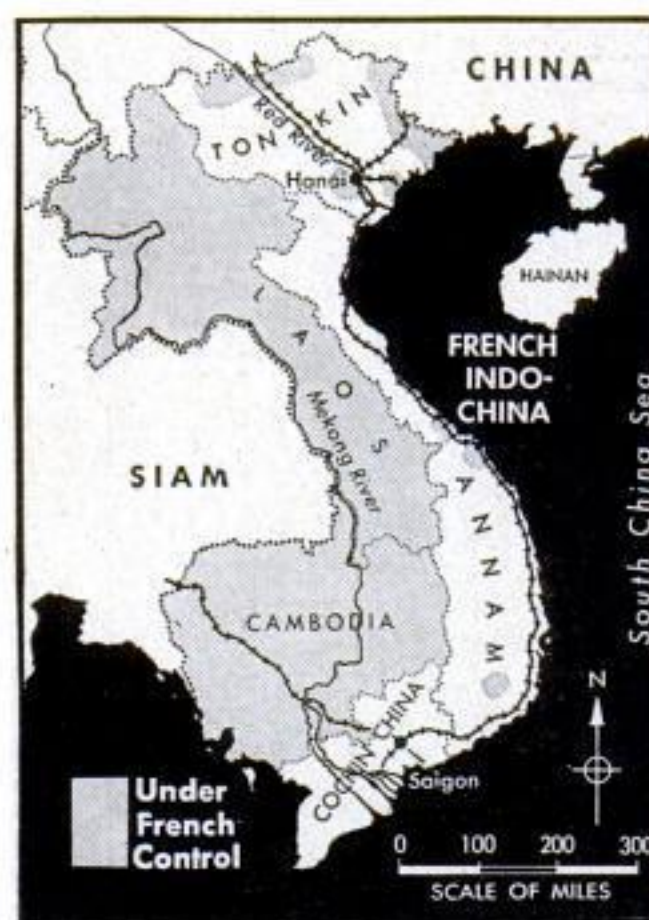 CHINA
TONKIN
Red River
Hanoi
HAINAN
LAOS
FRENCH
INDO-
CHINA
Mekong River
South China Sea
SIAM
ANNAM
CAMBODIA
COCHIN CHINA
N
Saigon
Under
French
Control
0 100 200 300
SCALE OF MILES